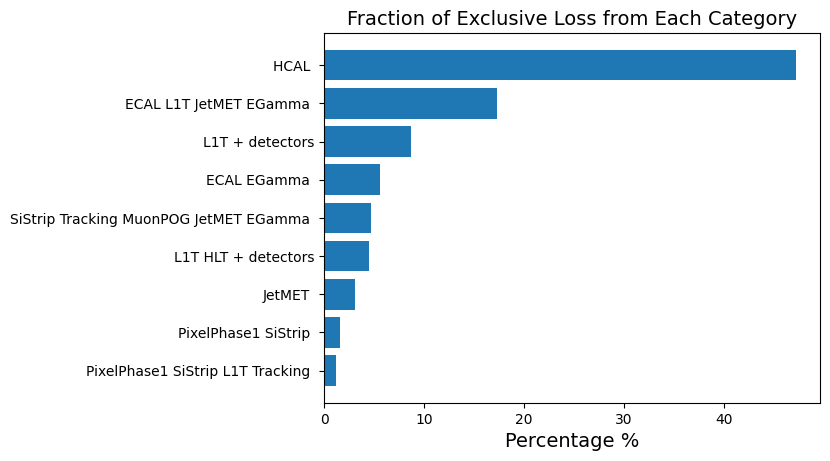 Fraction of Exclusive Loss from Each Category
HCAL
ECAL L1T JetMET EGamma
L1T + detectors
ECAL EGamma
SiStrip Tracking MuonPOG JetMET EGamma
L1T HLT + detectors
JetMET
PixelPhase1 SiStrip
PixelPhase1 SiStrip L1T Tracking
0 10 20 30 40
Percentage %